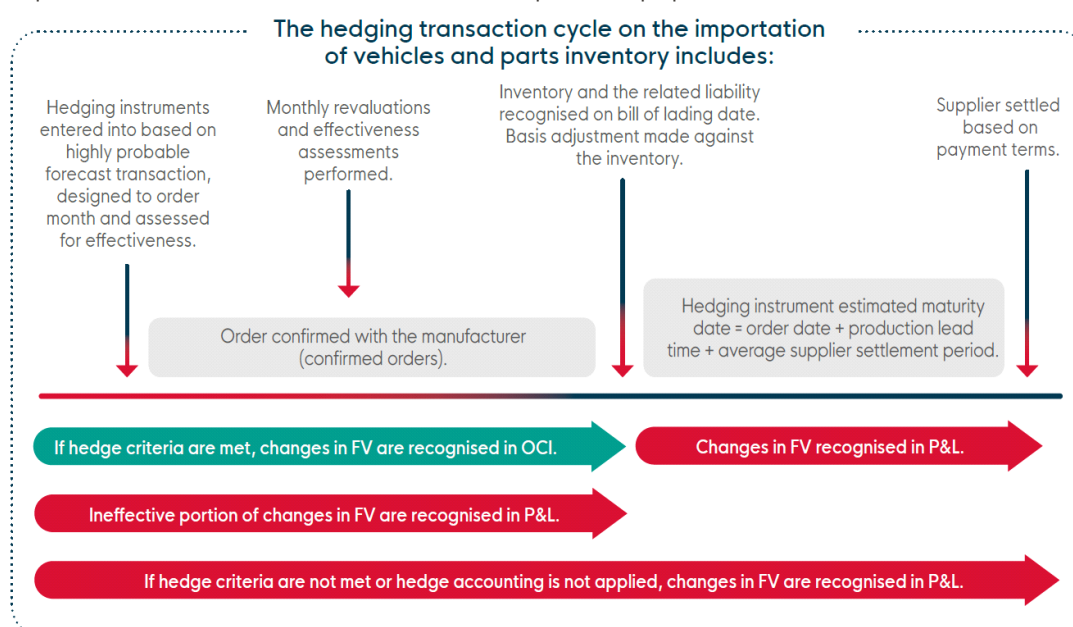 The hedging transaction cycle on the importation
of vehicles and parts inventory includes:
Hedging instruments
entered into based on
highly probable
forecast transaction,
designed to order
month and assessed
for effectiveness.
Monthly revaluations
and effectiveness
assessments
performed.
Inventory and the related liability
recognised on bill of lading date.
Basis adjustment made against
the inventory.
Supplier settled
based on
payment terms.
Order confirmed with the manufacturer
(confirmed orders).
Hedging instrument estimated maturity
date = order date + production lead
time + average supplier settlement period.
If hedge criteria are met, changes in FV are recognised in OCI.
Changes in FV recognised in P&L.
Ineffective portion of changes in FV are recognised in P&L.
If hedge criteria are not met or hedge accounting is not applied, changes in FV are recognised in P&L.